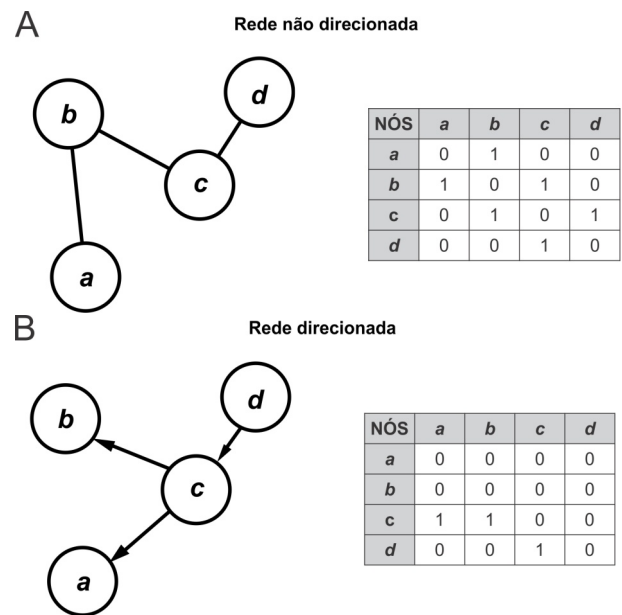 A
Rede não direcionada
b
d
c
a
NÓS a b c d
a 0 1 0 0
b 1 0 1 0
c 0 1 0 1
d 0 0 1 0
B
Rede direcionada
b
d
c
a
NÓS a b c d
a 0 0 0 0
b 0 0 0 0
c 1 1 0 0
d 0 0 1 0